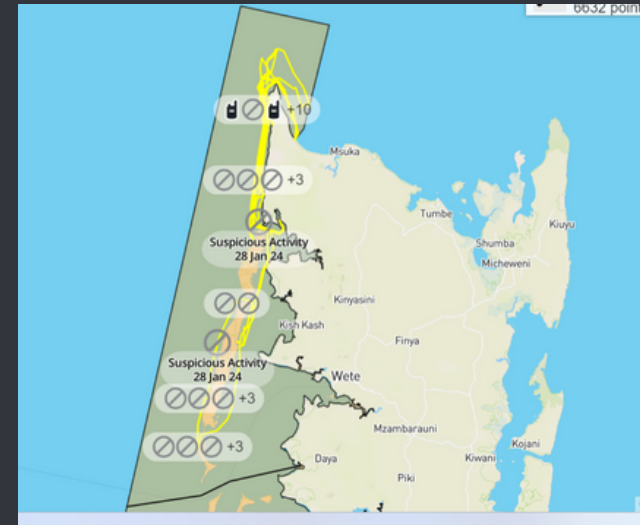 6632 point
+10
Msuka
+3
Tumbe
Kiuyu
Suspicious Activity
28 Jan 24
Shumba
Micheweni
Kinyasini
Kish Kash
Finya
Suspicious Activity
28 Jan 24
Wete
+3
Mzambarauni
+3
Kojani
Daya
Kiwani
Piki